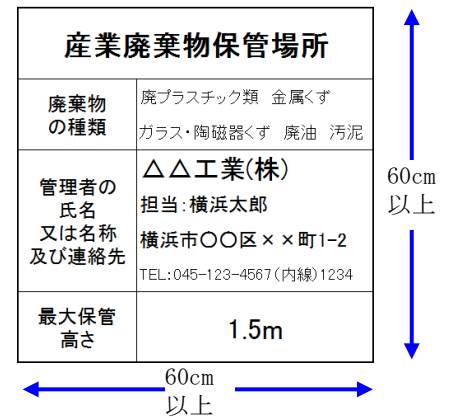 産業廃棄物保管場所
廃棄物
の種類
廃プラスチック類　金属くず
ガラス・陶磁器くず　廃油　汚泥
管理者の
氏名
又は名称
及び連絡先
△△工業(株)
担当:横浜太郎
横浜市〇〇区××町1-2
TEL:045-123-4567(内線)1234
最大保管
高さ
1.5m
60cm
以上
60cm
以上